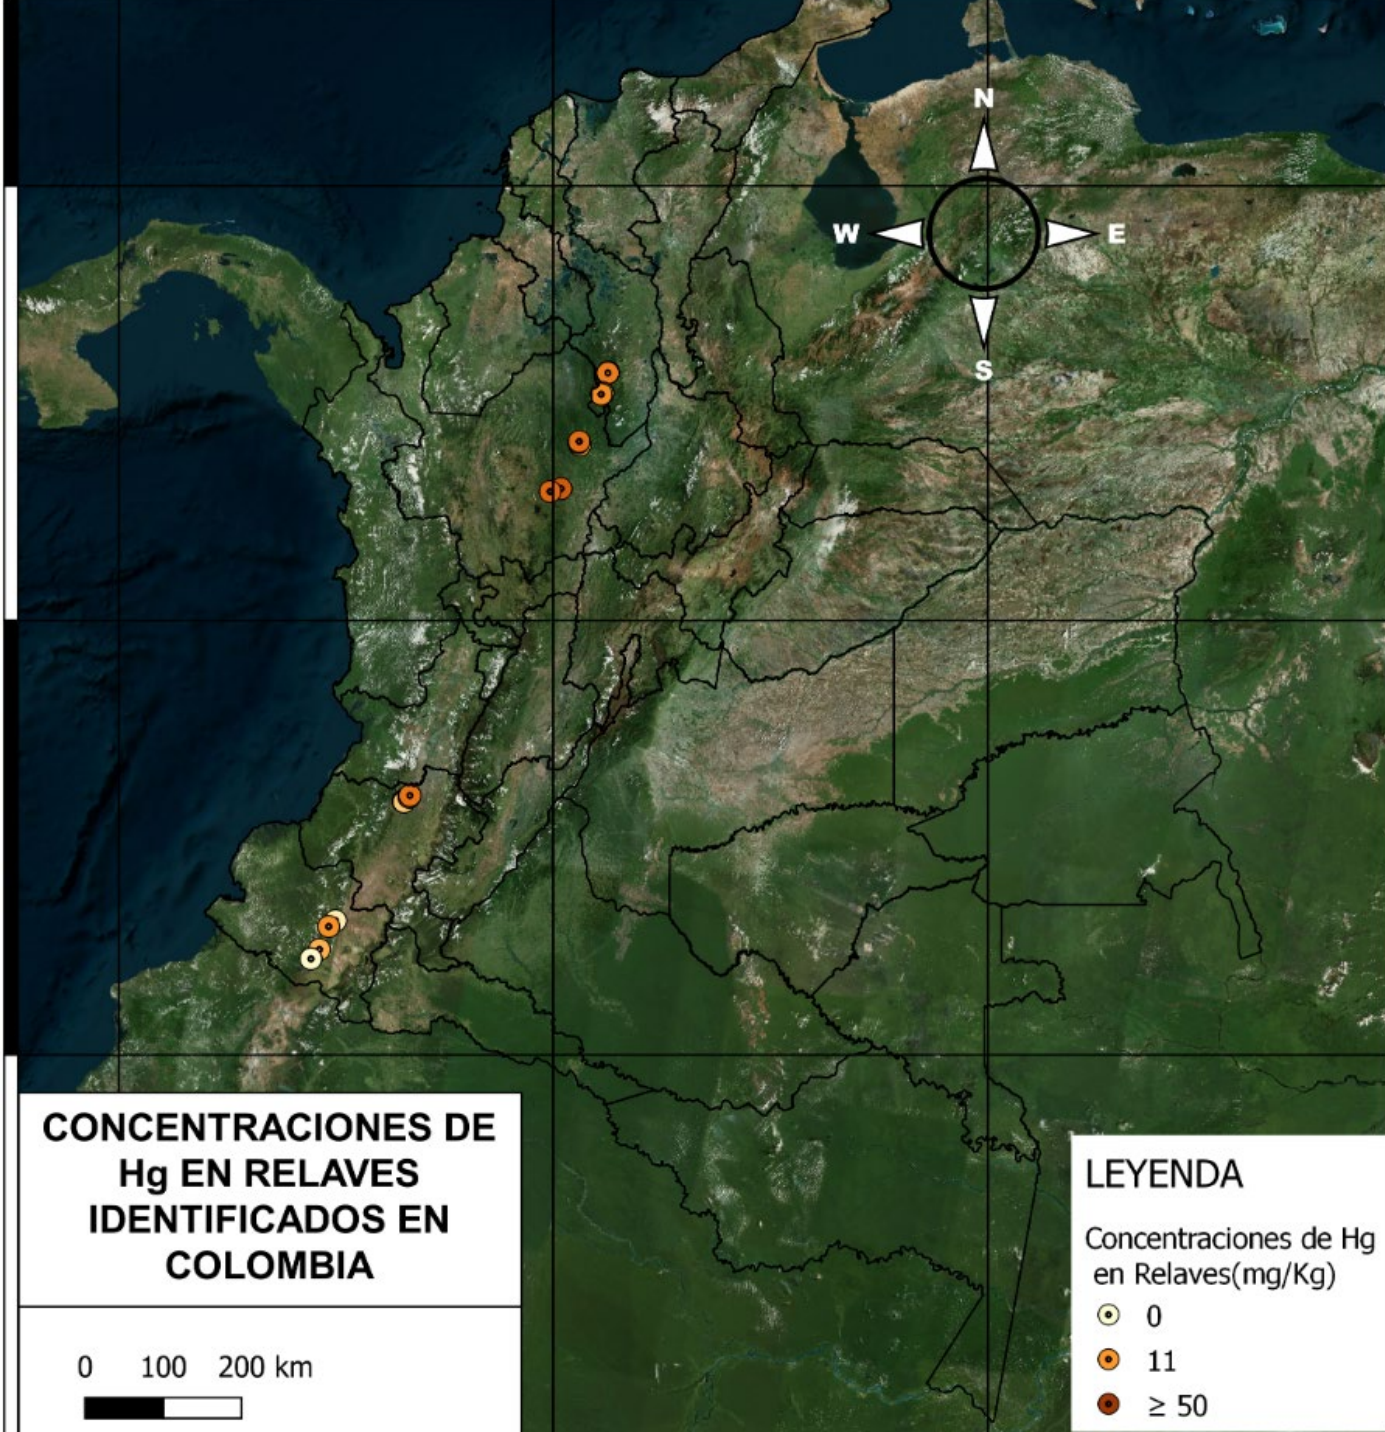 N
W
E
S
CONCENTRACIONES DE
Hg EN RELAVES
IDENTIFICADOS EN
COLOMBIA
0 100 200 km
LEYENDA
Concentraciones de Hg
en Relaves(mg/Kg)
0
11
≥ 50